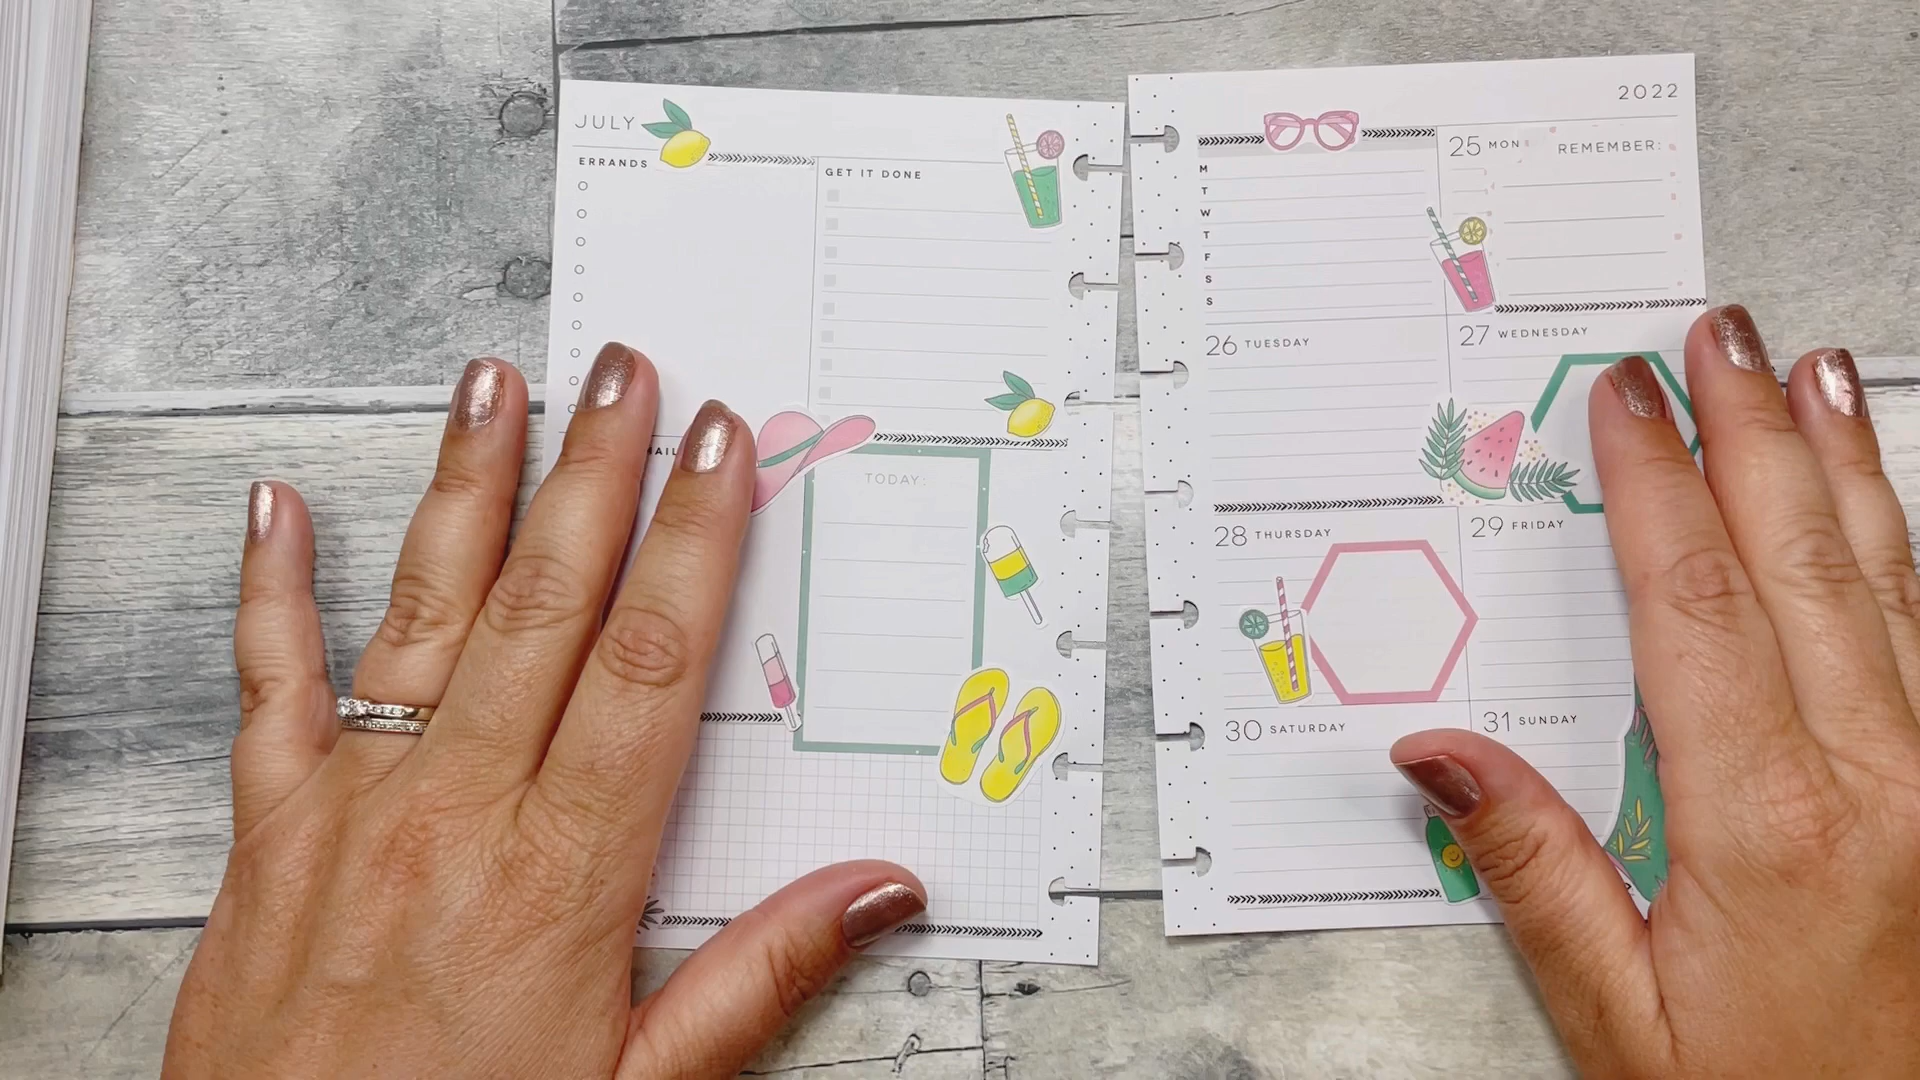 JULY
ERRANDS
GET IT DONE
TODAY:
2022
25 MON
REMEMBER:
M
T
W
T
F
S
S
26 TUESDAY
27 WEDNESDAY
28 THURSDAY
29 FRIDAY
30 SATURDAY
31 SUNDAY